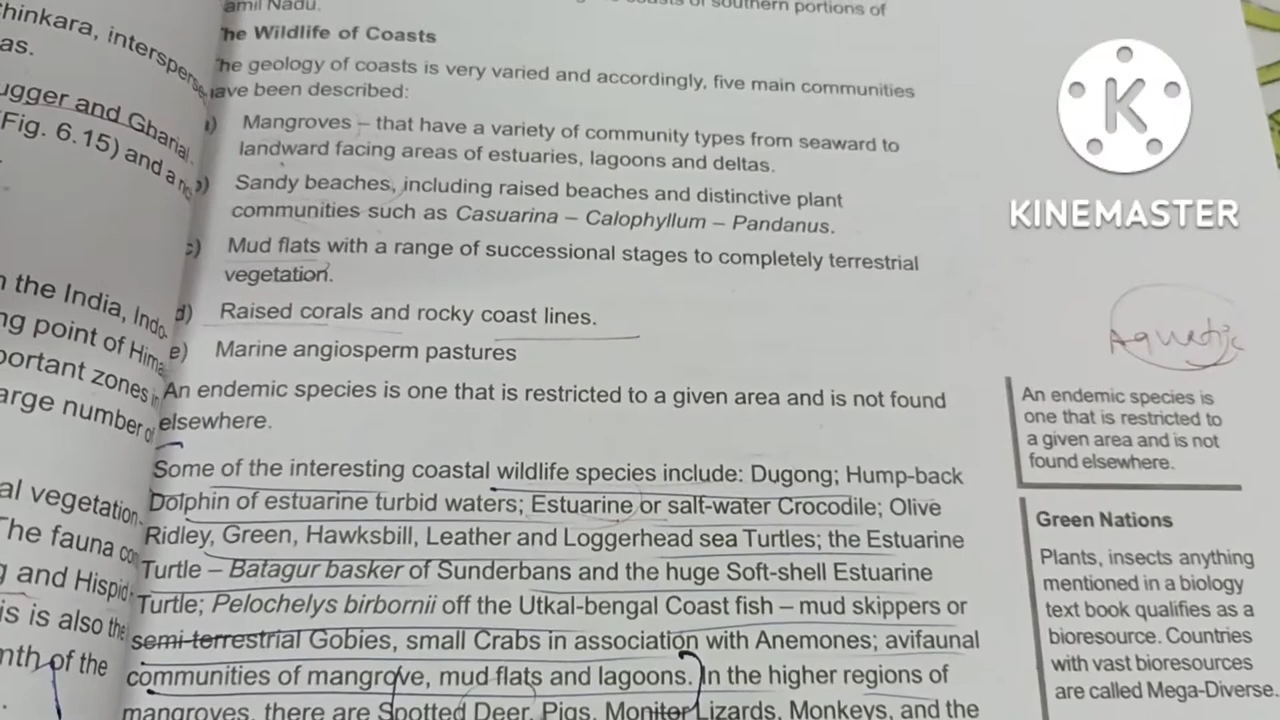 hinkara, interspers
as.
ugger and Gharial
(Fig. 6.15) and a
n the India, Indo-
ng point of Hima
portant zones in
arge number of
al vegetation.
The fauna
g and Hispid
is is also the
nth of the
amil Nadu.
southern portions of
he Wildlife of Coasts
he geology of coasts is very varied and accordingly, five main communities
ave been described:
Mangroves – that have a variety of community types from seaward to
landward facing areas of estuaries, lagoons and deltas.
Sandy beaches, including raised beaches and distinctive plant
communities such as Casuarina – Calophyllum – Pandanus.
c) Mud flats with a range of successional stages to completely terrestrial
vegetation.
d) Raised corals and rocky coast lines.
e) Marine angiosperm pastures
An endemic species is one that is restricted to a given area and is not found
elsewhere.
Some of the interesting coastal wildlife species include: Dugong; Hump-back
Dolphin of estuarine turbid waters; Estuarine or salt-water Crocodile; Olive
Ridley, Green, Hawksbill, Leather and Loggerhead sea Turtles; the Estuarine
Turtle – Batagur basker of Sunderbans and the huge Soft-shell Estuarine
Turtle; Pelochelys birbornii off the Utkal-bengal Coast fish – mud skippers or
semi-terrestrial Gobies, small Crabs in association with Anemones; avifaunal
communities of mangrove, mud flats and lagoons. In the higher regions of
mangroves, there are Spotted Deer, Pigs, Monitor Lizards, Monkeys, and the
K
KINEMASTER
Aquatic
An endemic species is
one that is restricted to
a given area and is not
found elsewhere.
Green Nations
Plants, insects anything
mentioned in a biology
text book qualifies as a
bioresource. Countries
with vast bioresources
are called Mega-Diverse.